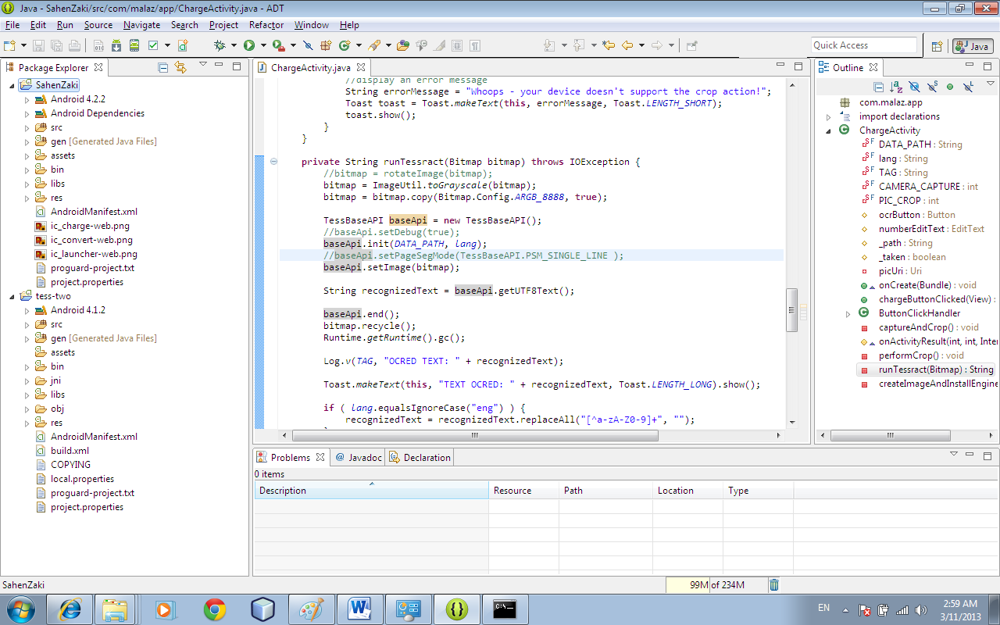 Java - SahenZaki/src/com/malaz/app/ChargeActivity.java - ADT
File Edit Run Source Navigate Search Project Refactor Window Help
Quick Access
Java
Package Explorer
SahenZaki
Android 4.2.2
Android Dependencies
src
gen [Generated Java Files]
assets
bin
libs
res
AndroidManifest.xml
ic_charge-web.png
ic_convert-web.png
ic_launcher-web.png
proguard-project.txt
project.properties
tess-two
Android 4.1.2
src
gen [Generated Java Files]
assets
bin
jni
libs
obj
res
AndroidManifest.xml
build.xml
COPYING
local.properties
proguard-project.txt
project.properties
ChargeActivity.java
//display an error message
String errorMessage = "Whoops - your device doesn't support the crop action!";
Toast toast = Toast.makeText(this, errorMessage, Toast.LENGTH_SHORT);
toast.show();
}
}
private String runTessract(Bitmap bitmap) throws IOException {
//bitmap = rotateImage(bitmap);
bitmap = ImageUtil.toGrayscale(bitmap);
bitmap = bitmap.copy(Bitmap.Config.ARGB_8888, true);
TessBaseAPI baseApi = new TessBaseAPI();
//baseApi.setDebug(true);
baseApi.init(DATA_PATH, lang);
//baseApi.setPageSegMode(TessBaseAPI.PSM_SINGLE_LINE );
baseApi.setImage(bitmap);
String recognizedText = baseApi.getUTF8Text();
baseApi.end();
bitmap.recycle();
Runtime.getRuntime().gc();
Log.v(TAG, "OCRED TEXT: " + recognizedText);
Toast.makeText(this, "TEXT OCRED: " + recognizedText, Toast.LENGTH_LONG).show();
if ( lang.equalsIgnoreCase("eng") ) {
recognizedText = recognizedText.replaceAll("[^a-zA-Z0-9]+", "");
Outline
com.malaz.app
import declarations
ChargeActivity
DATA_PATH : String
lang : String
TAG : String
CAMERA_CAPTURE : int
PIC_CROP : int
ocrButton : Button
numberEditText : EditText
_path : String
_taken : boolean
picUri : Uri
onCreate(Bundle) : void
chargeButtonClicked(View) :
ButtonClickHandler
captureAndCrop() : void
onActivityResult(int, int, Inter
performCrop() : void
runTessract(Bitmap) : String
createImageAndInstallEngine
Problems @ Javadoc Declaration
0 items
Description Resource Path Location Type
SahenZaki
99M of 234M
EN
2:59 AM
3/11/2013